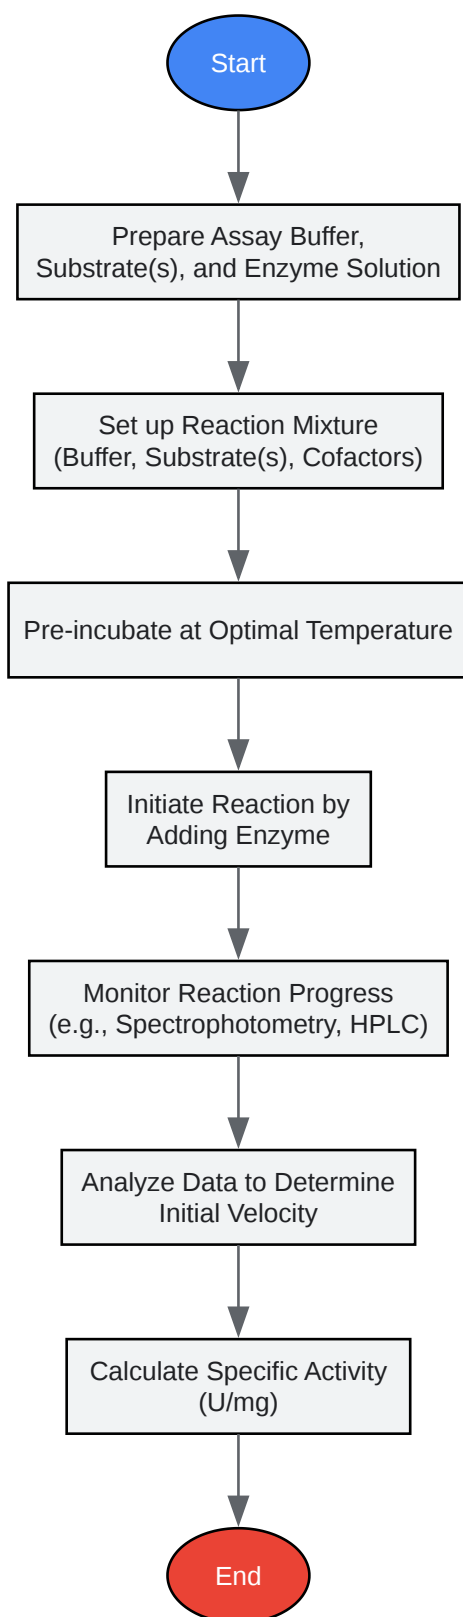 Start
Prepare Assay Buffer,
Substrate(s), and Enzyme Solution
Set up Reaction Mixture
(Buffer, Substrate(s), Cofactors)
Pre-incubate at Optimal Temperature
Initiate Reaction by
Adding Enzyme
Monitor Reaction Progress
(e.g., Spectrophotometry, HPLC)
Analyze Data to Determine
Initial Velocity
Calculate Specific Activity
(U/mg)
End